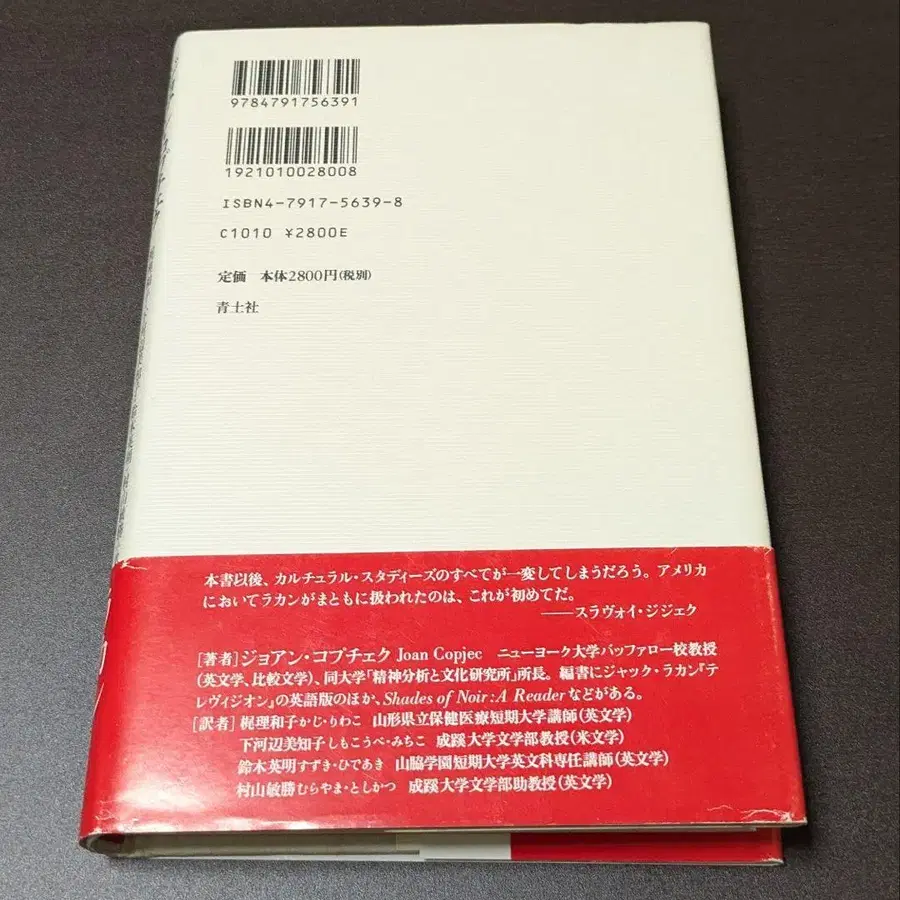 9784791756391
1921010028008
ISBN4-7917-5639-8
C1010 ¥2800E
定価 本体2800円(税別)
青土社
本書以後、カルチュラル・スタディーズのすべてが一変してしまうだろう。アメリカ
においてラカンがまともに扱われたのは、これが初めてだ。
——スラヴォイ・ジジェク
[著者]ジョアン・コプチェク Joan Copjec ニューヨーク大学バッファロー校教授
(英文学、比較文学)、同大学「精神分析と文化研究所」所長。編書にジャック・ラカン『テ
レヴィジオン』の英語版のほか、Shades of Noir:A Readerなどがある。
[訳者]梶理和子かじ・りわこ 山形県立保健医療短期大学講師(英文学)
下河辺美知子しもこうべ・みちこ 成蹊大学文学部教授(米文学)
鈴木英明すずき・ひであき 山脇学園短期大学英文科専任講師(英文学)
村山敏勝むらやま・としかつ 成蹊大学文学部助教授(英文学)